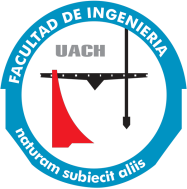 FACULTAD DE INGENIERIA
UACH
naturam subiecit aliis